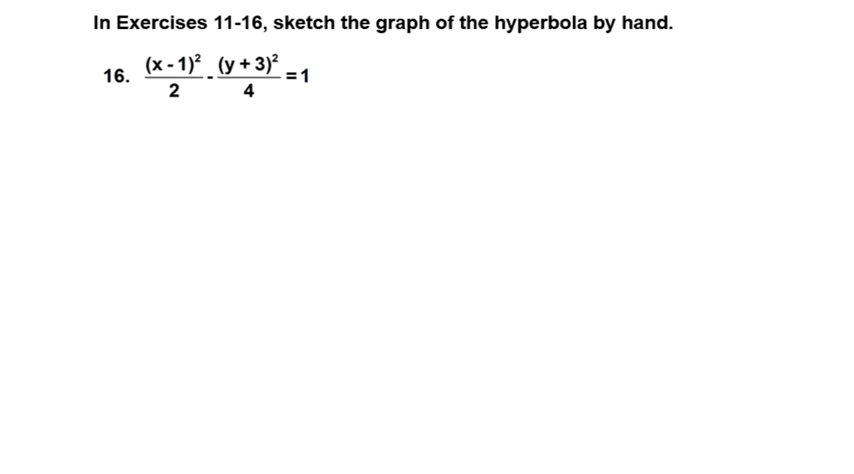 In Exercises 11-16, sketch the graph of the hyperbola by hand.
16. (x - 1)²/2 - (y + 3)²/4 = 1